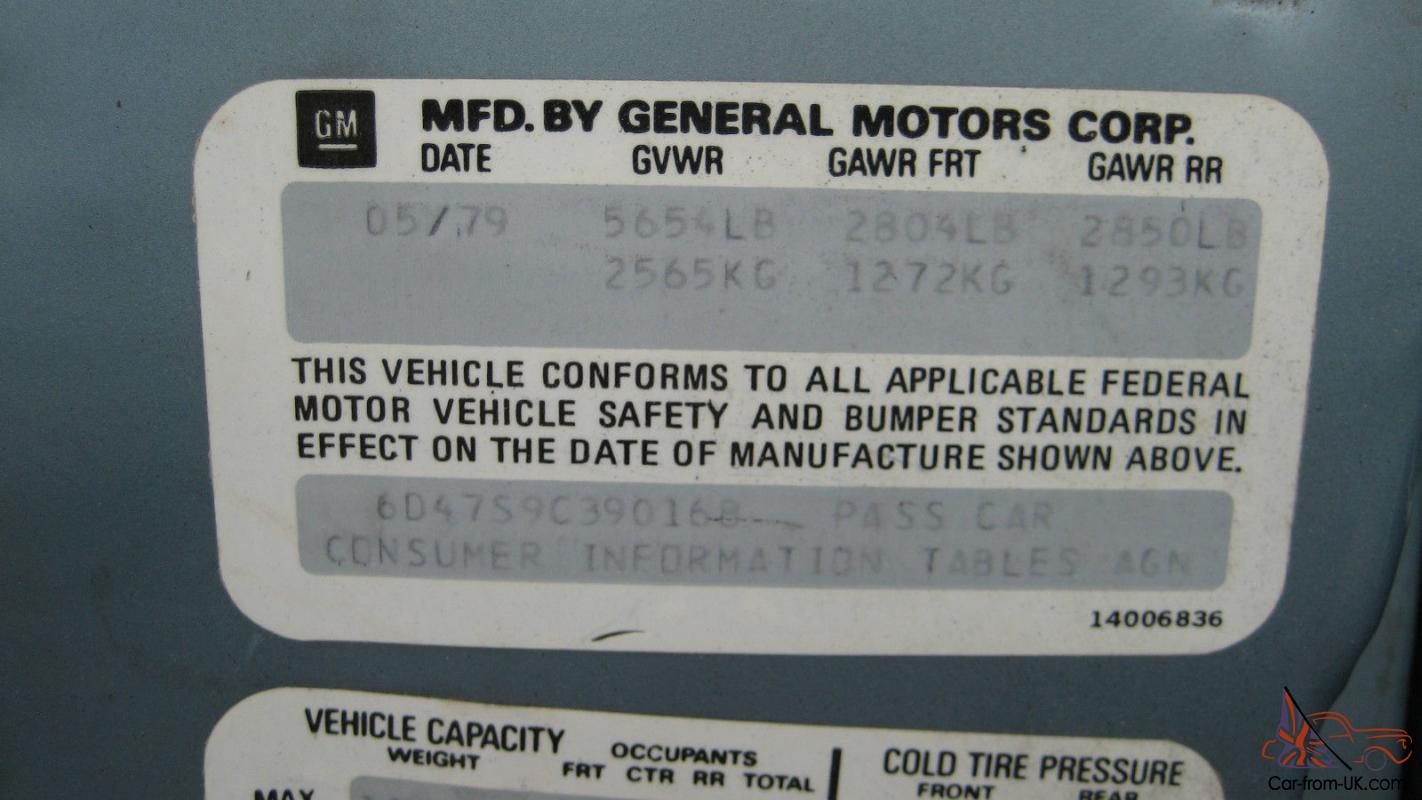 GM
MFD. BY GENERAL MOTORS CORP.
DATE GVWR GAWR FRT GAWR RR
05/79 5654LB 2804LB 2850LB
2565KG 1272KG 1293KG
THIS VEHICLE CONFORMS TO ALL APPLICABLE FEDERAL
MOTOR VEHICLE SAFETY AND BUMPER STANDARDS IN
EFFECT ON THE DATE OF MANUFACTURE SHOWN ABOVE.
6D47S9C390168 PASS CAR
CONSUMER INFORMATION TABLES AGN
14006836
VEHICLE CAPACITY
WEIGHT
OCCUPANTS
FRT CTR RR TOTAL
COLD TIRE PRESSURE
FRONT REAR
MAX
Car-from-UK.com